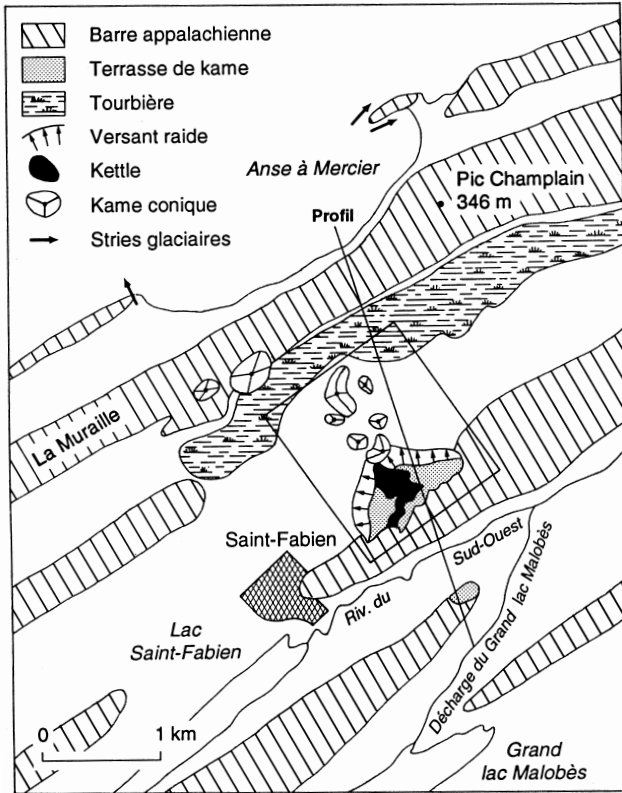 Barre appalachienne
Terrasse de kame
Tourbière
Versant raide
Kettle
Kame conique
Stries glaciaires
Anse à Mercier
Pic Champlain
346 m
Profil
La Muraille
Saint-Fabien
Sud-Ouest
Riv. du
Lac
Saint-Fabien
Décharge du Grand lac Malobès
0 1 km
Grand
lac Malobès